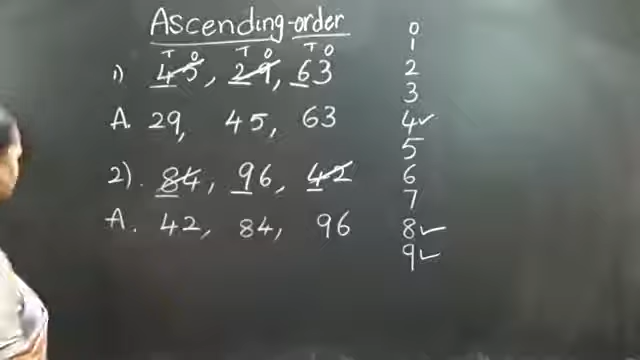 Ascending-order
T O T O T O
1) 45, 29, 63
A. 29, 45, 63
2). 84, 96, 42
A. 42, 84, 96
0
1
2
3
4✓
5
6
7
8✓
9✓